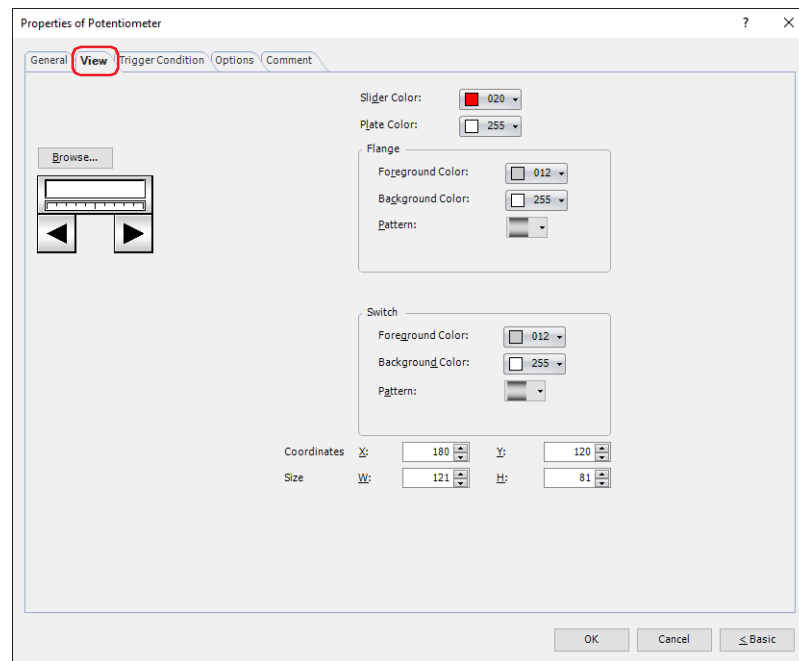 Properties of Potentiometer ?
General View Trigger Condition Options Comment
Slider Color: 020
Plate Color: 255
Browse...
Flange
Foreground Color: 012
Background Color: 255
Pattern:
Switch
Foreground Color: 012
Background Color: 255
Pattern:
Coordinates X: 180 Y: 120
Size W: 121 H: 81
OK Cancel < Basic